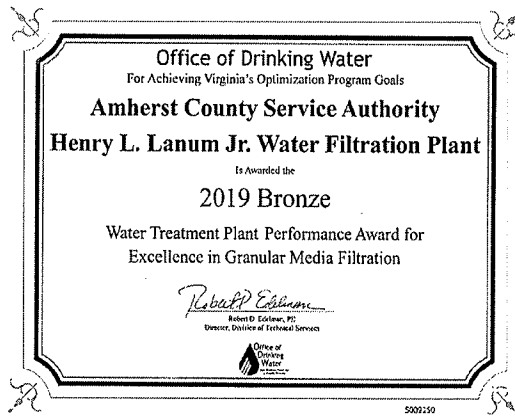 Office of Drinking Water
For Achieving Virginia's Optimization Program Goals
Amherst County Service Authority
Henry L. Lanum Jr. Water Filtration Plant
Is Awarded the
2019 Bronze
Water Treatment Plant Performance Award for
Excellence in Granular Media Filtration
Robert D. Edelman, PE
Director, Division of Technical Services
Office of
Drinking
Water